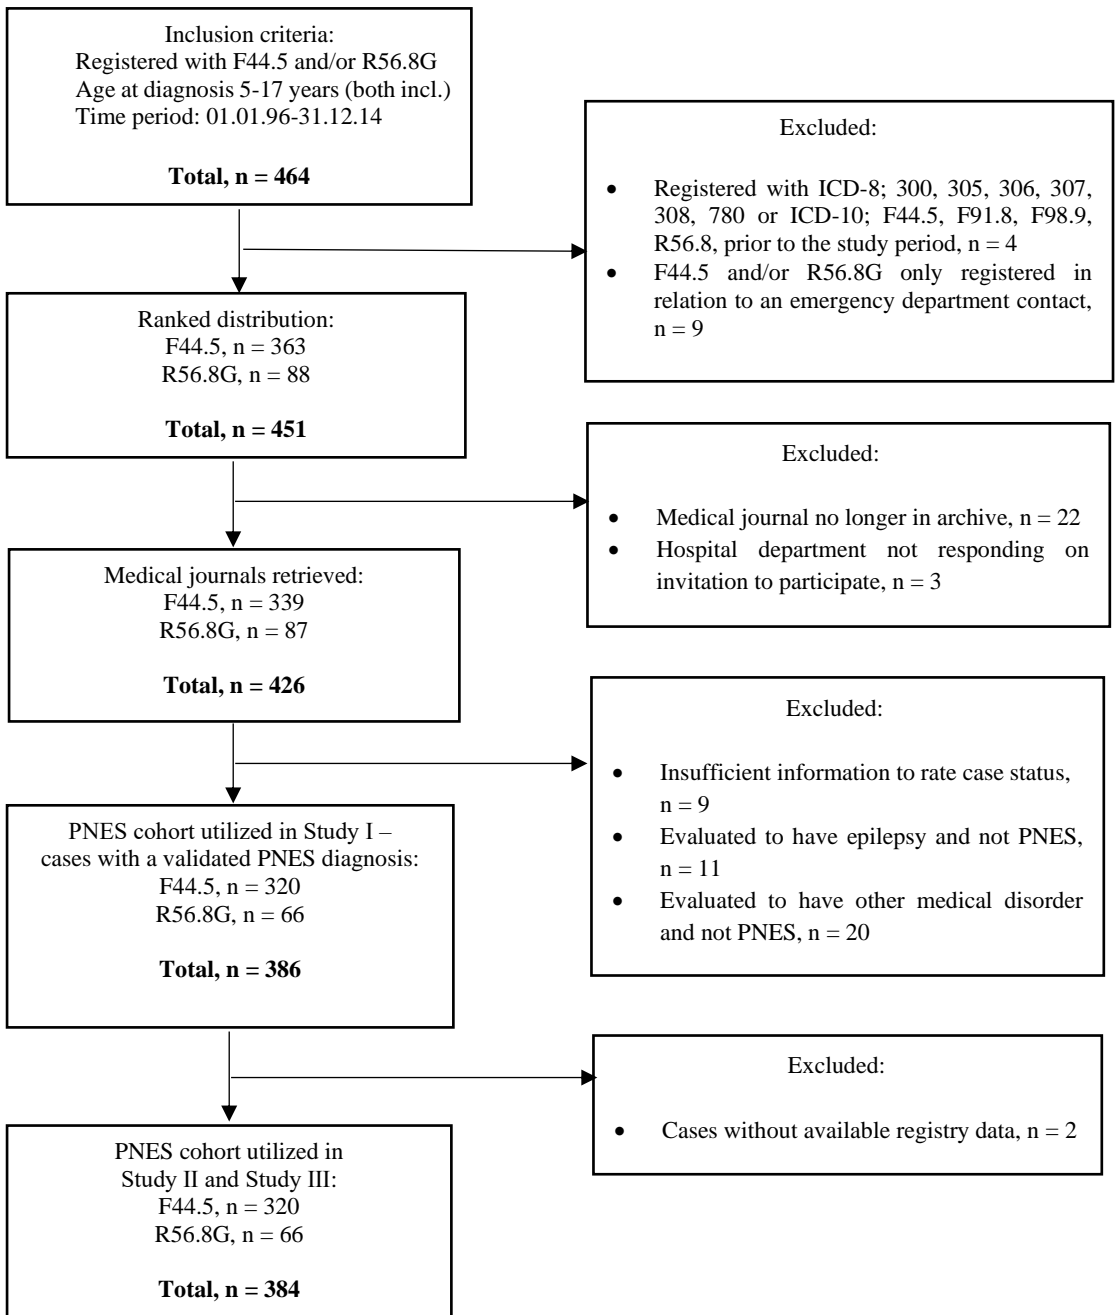 Inclusion criteria:
Registered with F44.5 and/or R56.8G
Age at diagnosis 5-17 years (both incl.)
Time period: 01.01.96-31.12.14
Total, n = 464
Excluded:
• Registered with ICD-8; 300, 305, 306, 307,
308, 780 or ICD-10; F44.5, F91.8, F98.9,
R56.8, prior to the study period, n = 4
• F44.5 and/or R56.8G only registered in
relation to an emergency department contact,
n = 9
Ranked distribution:
F44.5, n = 363
R56.8G, n = 88
Total, n = 451
Excluded:
• Medical journal no longer in archive, n = 22
• Hospital department not responding on
invitation to participate, n = 3
Medical journals retrieved:
F44.5, n = 339
R56.8G, n = 87
Total, n = 426
Excluded:
• Insufficient information to rate case status,
n = 9
• Evaluated to have epilepsy and not PNES,
n = 11
• Evaluated to have other medical disorder
and not PNES, n = 20
PNES cohort utilized in Study I –
cases with a validated PNES diagnosis:
F44.5, n = 320
R56.8G, n = 66
Total, n = 386
Excluded:
• Cases without available registry data, n = 2
PNES cohort utilized in
Study II and Study III:
F44.5, n = 320
R56.8G, n = 66
Total, n = 384